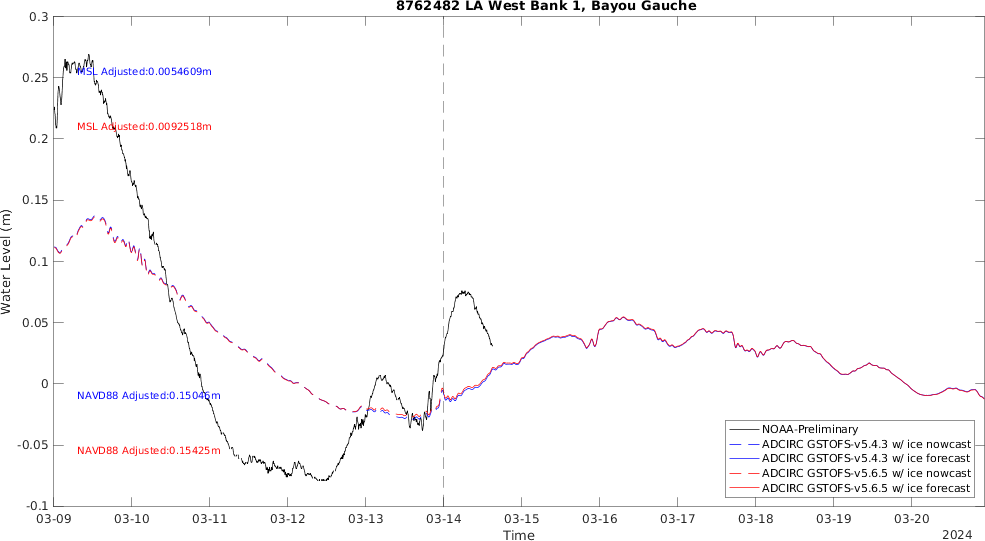 8762482 LA West Bank 1, Bayou Gauche
Water Level (m)
0.3
0.25
0.2
0.15
0.1
0.05
0
-0.05
-0.1
MSL Adjusted:0.0054609m
MSL Adjusted:0.0092518m
NAVD88 Adjusted:0.15046m
NAVD88 Adjusted:0.15425m
NOAA-Preliminary
ADCIRC GSTOFS-v5.4.3 w/ ice nowcast
ADCIRC GSTOFS-v5.4.3 w/ ice forecast
ADCIRC GSTOFS-v5.6.5 w/ ice nowcast
ADCIRC GSTOFS-v5.6.5 w/ ice forecast
03-09 03-10 03-11 03-12 03-13 03-14 03-15 03-16 03-17 03-18 03-19 03-20
Time
2024